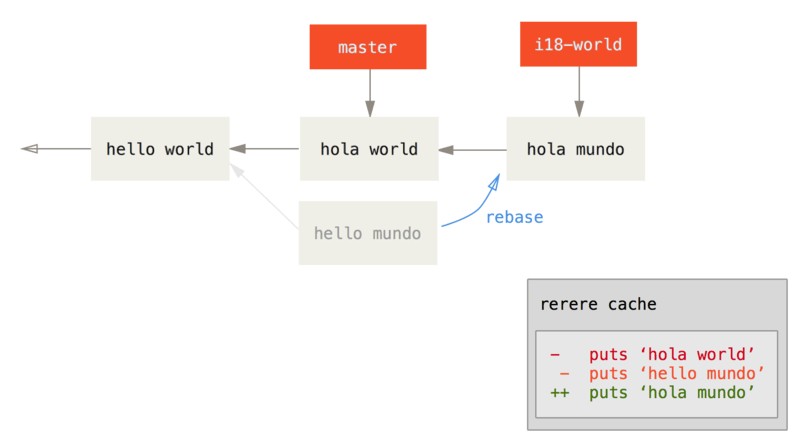 master
i18-world
hello world
hola world
hola mundo
hello mundo
rebase
rerere cache
-  puts ‘hola world’
 - puts ‘hello mundo’
++ puts ‘hola mundo’